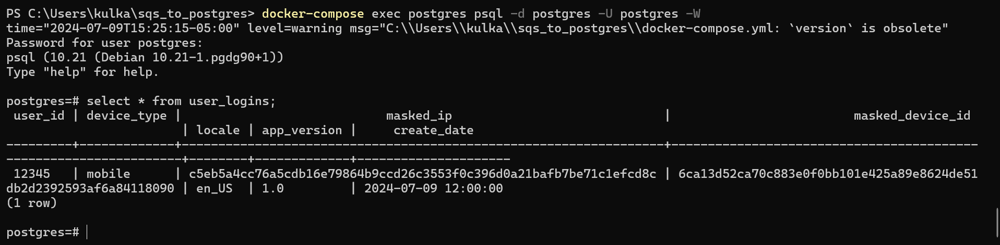 PS C:\Users\kulka\sqs_to_postgres> docker-compose exec postgres psql -d postgres -U postgres -W
time="2024-07-09T15:25:15-05:00" level=warning msg="C:\\Users\\kulka\\sqs_to_postgres\\docker-compose.yml: `version` is obsolete"
Password for user postgres:
psql (10.21 (Debian 10.21-1.pgdg90+1))
Type "help" for help.

postgres=# select * from user_logins;
 user_id | device_type |                            masked_ip                             |                         masked_device_id
                        | locale | app_version |     create_date
---------+-------------+------------------------------------------------------------------+------------------------------------------
------------------------+--------+-------------+---------------------
 12345   | mobile      | c5eb5a4cc76a5cdb16e79864b9ccd26c3553f0c396d0a21bafb7be71c1efcd8c | 6ca13d52ca70c883e0f0bb101e425a89e8624de51
db2d2392593af6a84118090 | en_US  | 1.0         | 2024-07-09 12:00:00
(1 row)

postgres=#